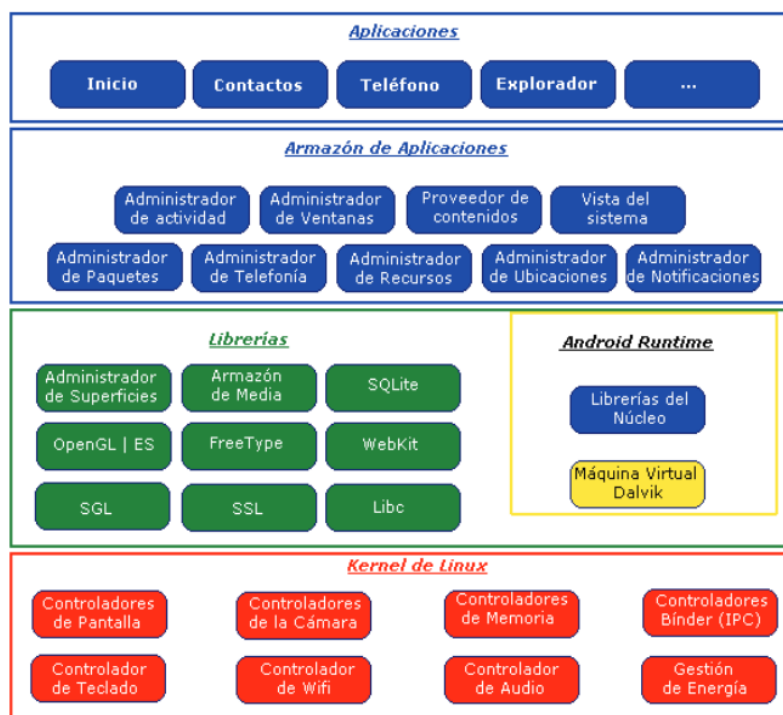 Aplicaciones
Inicio
Contactos
Teléfono
Explorador
...
Armazón de Aplicaciones
Administrador
de actividad
Administrador
de Ventanas
Proveedor de
contenidos
Vista del
sistema
Administrador
de Paquetes
Administrador
de Telefonía
Administrador
de Recursos
Administrador
de Ubicaciones
Administrador
de Notificaciones
Librerías
Administrador
de Superficies
Armazón
de Media
SQLite
OpenGL | ES
FreeType
WebKit
SGL
SSL
Libc
Android Runtime
Librerías del
Núcleo
Máquina Virtual
Dalvik
Kernel de Linux
Controladores
de Pantalla
Controladores
de la Cámara
Controladores
de Memoria
Controladores
Bínder (IPC)
Controlador
de Teclado
Controlador
de Wifi
Controlador
de Audio
Gestión
de Energía